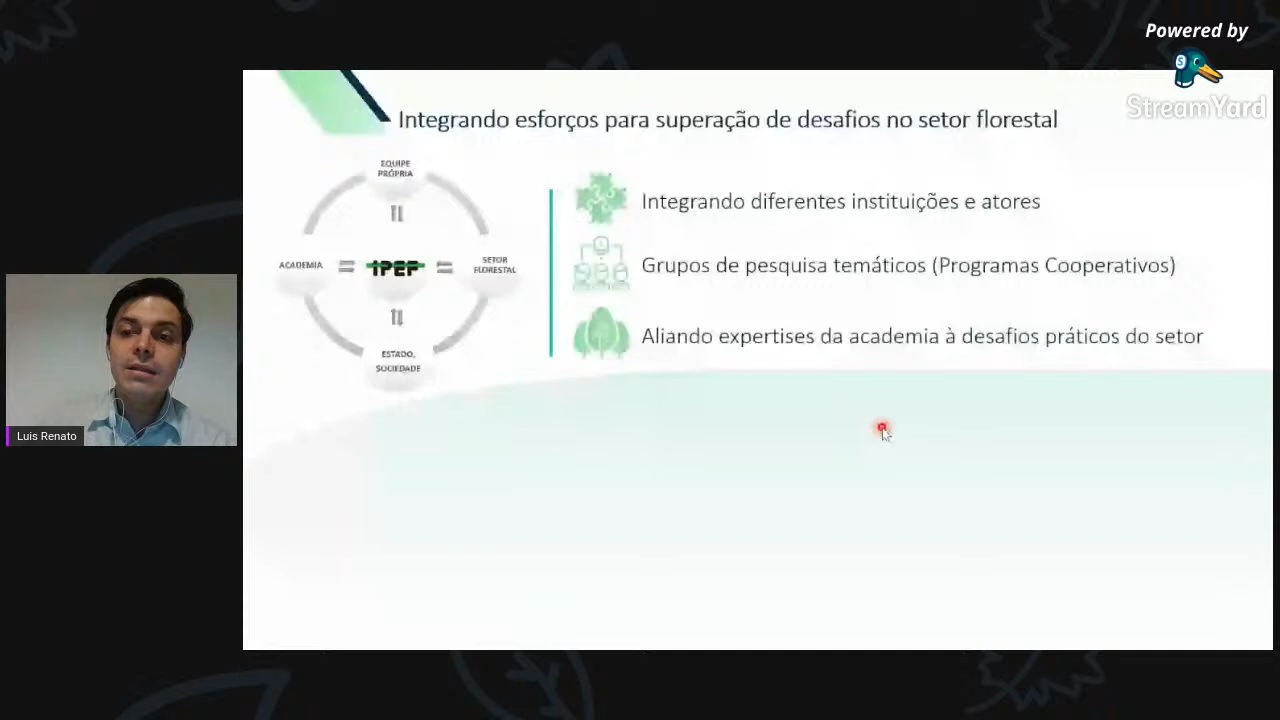 Powered by
StreamYard
Integrando esforços para superação de desafios no setor florestal
EQUIPE
PRÓPRIA
ACADEMIA
IPEF
SETOR
FLORESTAL
ESTADO,
SOCIEDADE
Integrando diferentes instituições e atores
Grupos de pesquisa temáticos (Programas Cooperativos)
Aliando expertises da academia à desafios práticos do setor
Luis Renato